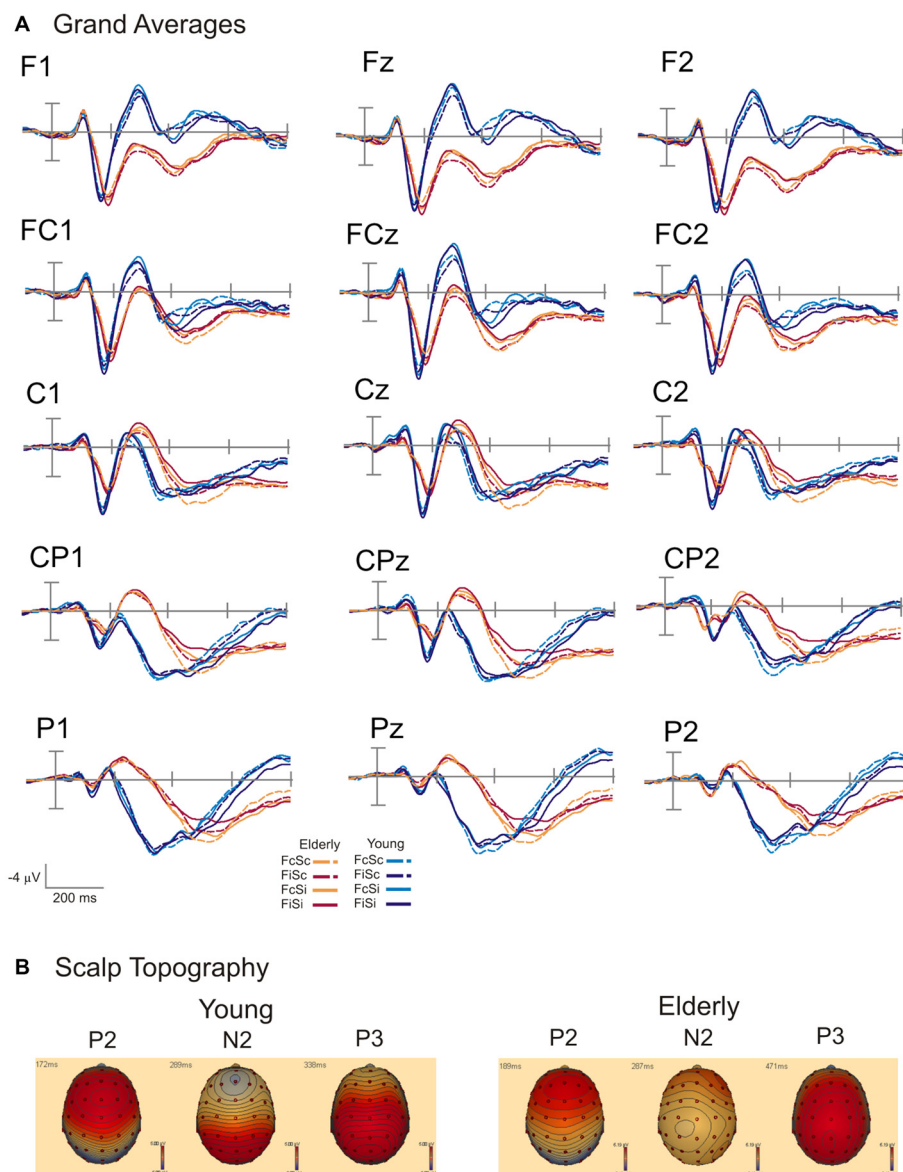 A Grand Averages
F1 Fz F2
FC1 FCz FC2
C1 Cz C2
CP1 CPz CP2
P1 Pz P2
-4 µV
200 ms
Elderly Young
FcSc FcSc
FiSc FiSc
FcSi FcSi
FiSi FiSi
B Scalp Topography
Young Elderly
P2 N2 P3 P2 N2 P3
172ms 289ms 338ms 189ms 287ms 471ms